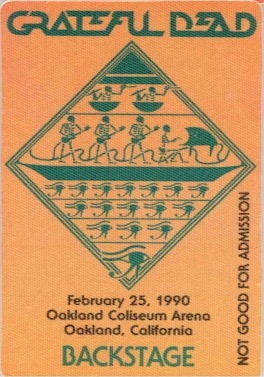 GRATEFUL DEAD
February 25, 1990
Oakland Coliseum Arena
Oakland, California
BACKSTAGE
NOT GOOD FOR ADMISSION